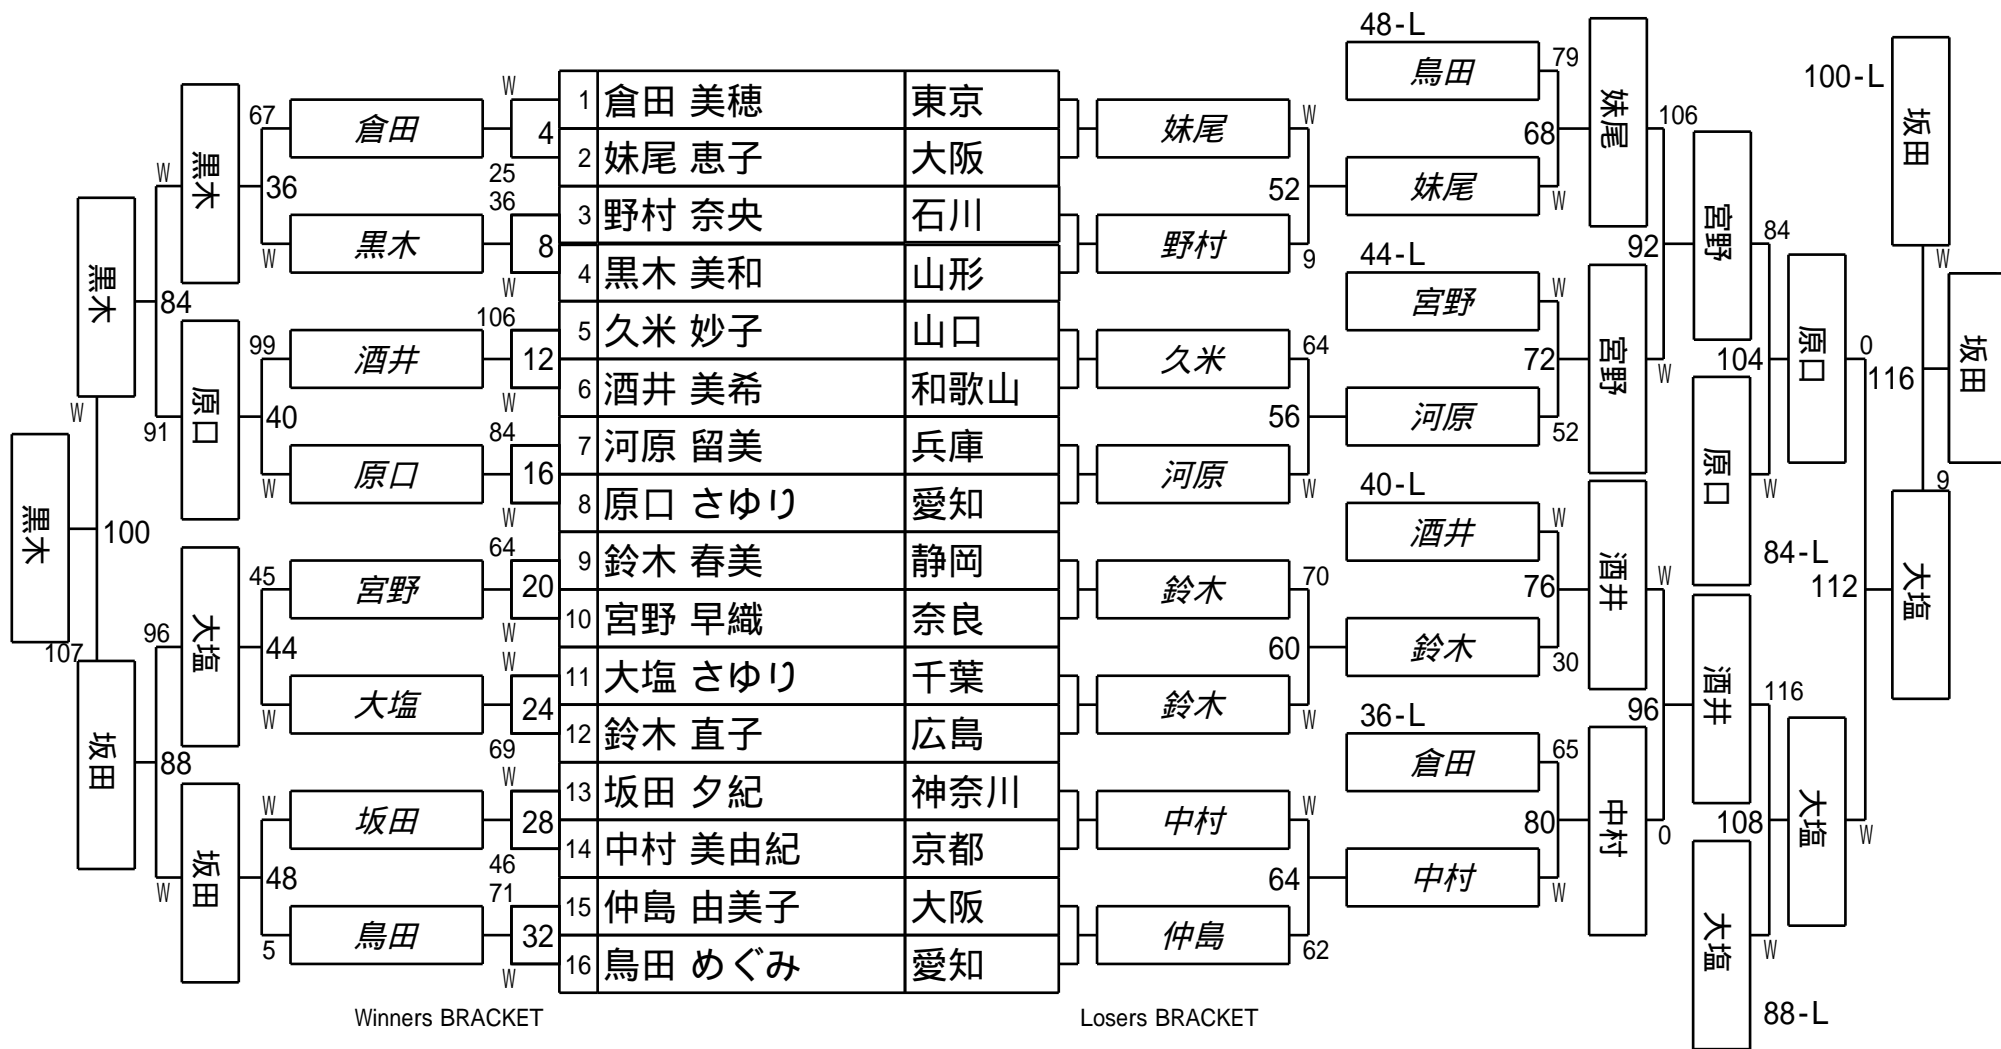 48-L
鳥田
79
妹尾
100-L
坂田
W
1 倉田 美穂 東京
黒木
67
倉田
4
妹尾
W
68
106
2 妹尾 恵子 大阪
25
W
36
36
3 野村 奈央 石川
52
妹尾
W
宮野
黒木
黒木
W
8
野村
9
44-L
92
84
W
4 黒木 美和 山形
W
宮野
W
坂田
84
106
5 久米 妙子 山口
原口
99
酒井
12
久米
64
72
宮野
104
原口
0
116
6 酒井 美希 和歌山
W
W
W
91
原口
40
84
7 河原 留美 兵庫
56
河原
52
原口
W
原口
16
河原
W
40-L
W
9
8 原口 さゆり 愛知
W
黒木
100
酒井
W
84-L
大塩
64
9 鈴木 春美 静岡
45
宮野
20
鈴木
70
76
酒井
W
112
10 宮野 早織 奈良
W
107
96
大塩
44
W
11 大塩 さゆり 千葉
60
鈴木
30
酒井
116
W
大塩
24
鈴木
W
36-L
96
12 鈴木 直子 広島
69
倉田
65
坂田
88
W
13 坂田 夕紀 神奈川
W
坂田
28
中村
W
80
中村
0
108
大塩
W
14 中村 美由紀 京都
46
W
坂田
48
71
15 仲島 由美子 大阪
64
中村
W
5
鳥田
32
仲島
62
大塩
W
16 鳥田 めぐみ 愛知
W
Winners BRACKET
Losers BRACKET
88-L